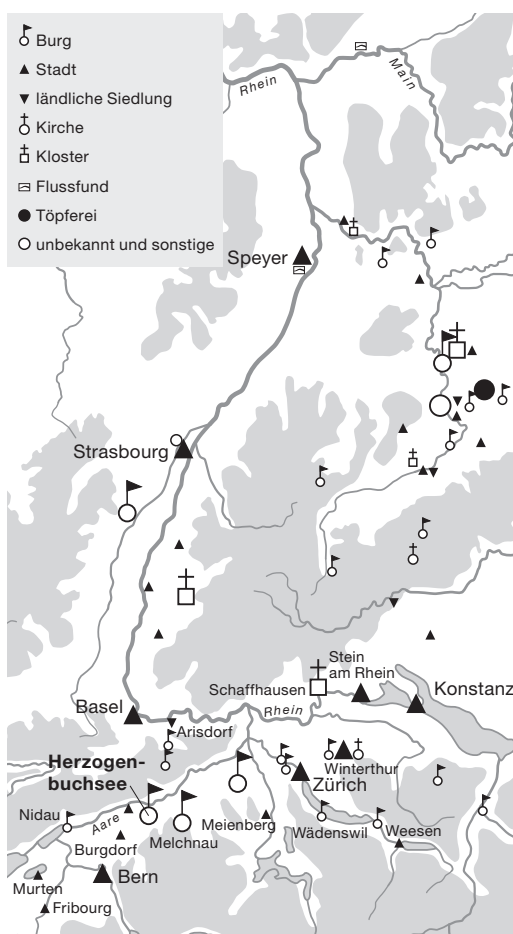 Burg
Stadt
ländliche Siedlung
Kirche
Kloster
Flussfund
Töpferei
unbekannt und sonstige
Rhein
Main
Speyer
Strasbourg
Stein
am Rhein
Schaffhausen
Konstanz
Rhein
Basel
Arisdorf
Herzogen-
buchsee
Winterthur
Zürich
Nidau
Aare
Melchnau
Meienberg
Wädenswil
Weesen
Burgdorf
Bern
Murten
Fribourg